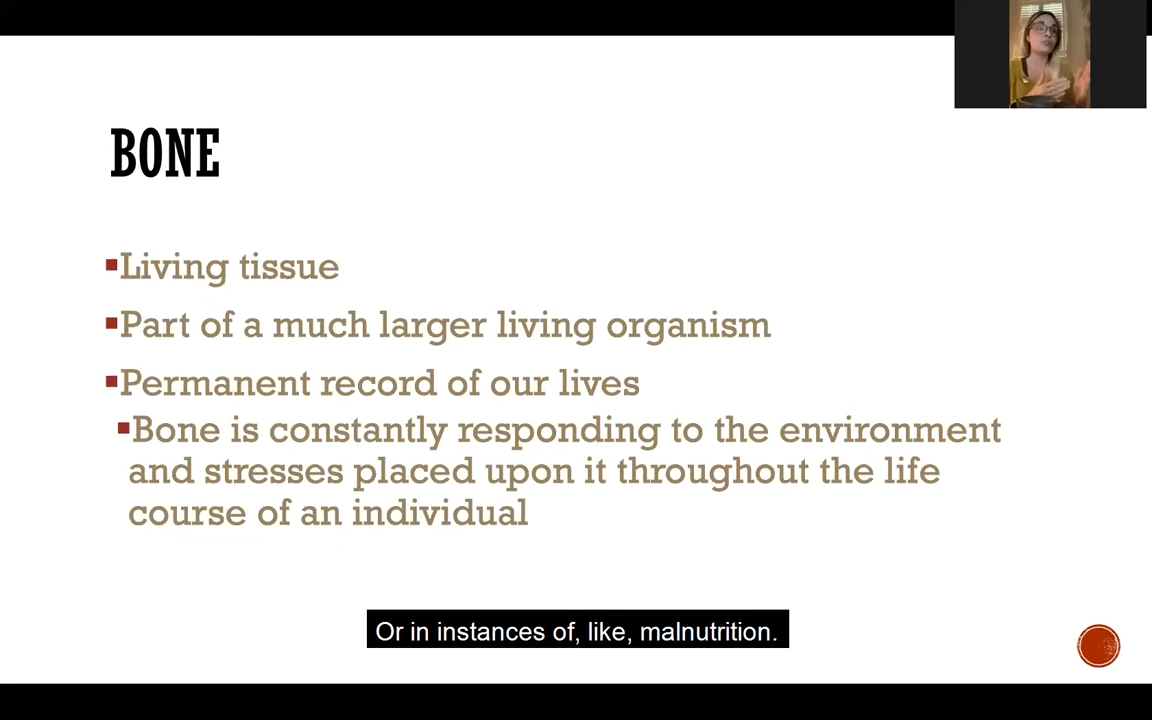 BONE
▪Living tissue
▪Part of a much larger living organism
▪Permanent record of our lives
▪Bone is constantly responding to the environment
and stresses placed upon it throughout the life
course of an individual
Or in instances of, like, malnutrition.